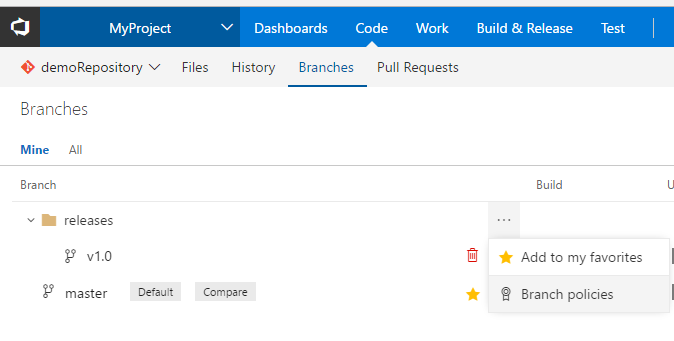 MyProject Dashboards Code Work Build & Release Test
demoRepository Files History Branches Pull Requests
Branches
Mine All
Branch Build U
releases ...
v1.0 Add to my favorites
master Default Compare Branch policies